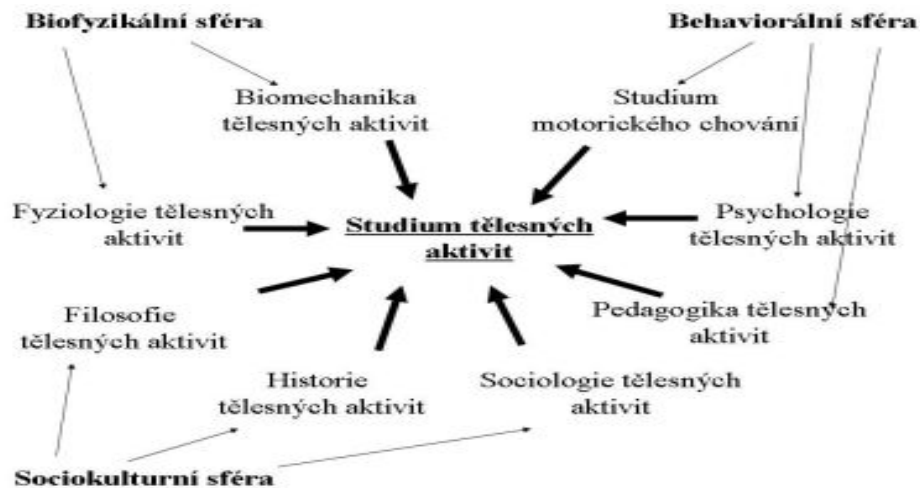 Biofyzikální sféra
Behaviorální sféra
Biomechanika
tělesných aktivit
Studium
motorického chování
Fyziologie tělesných
aktivit
Studium tělesných
aktivit
Psychologie
tělesných aktivit
Filosofie
tělesných aktivit
Pedagogika tělesných
aktivit
Historie
tělesných aktivit
Sociologie tělesných
aktivit
Sociokulturní sféra